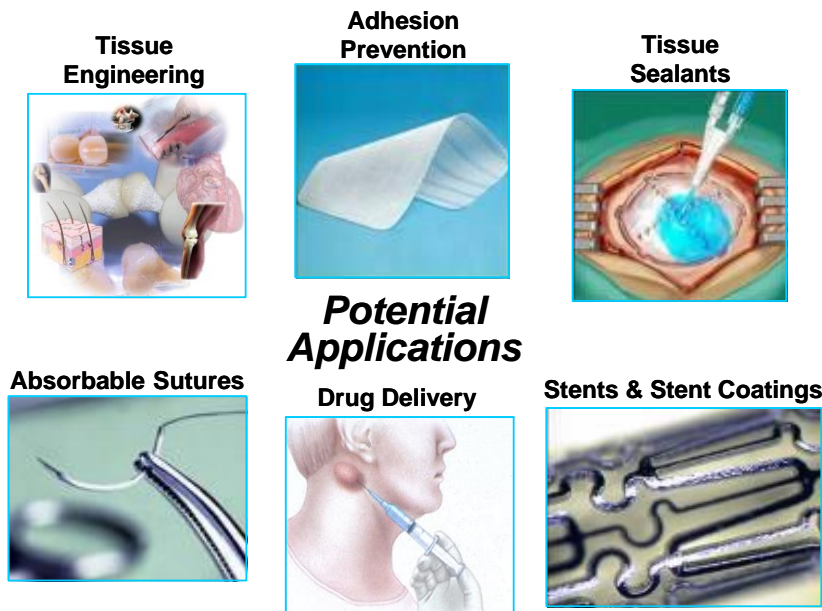 Tissue
Engineering
Adhesion
Prevention
Tissue
Sealants
Potential
Applications
Absorbable Sutures
Drug Delivery
Stents & Stent Coatings